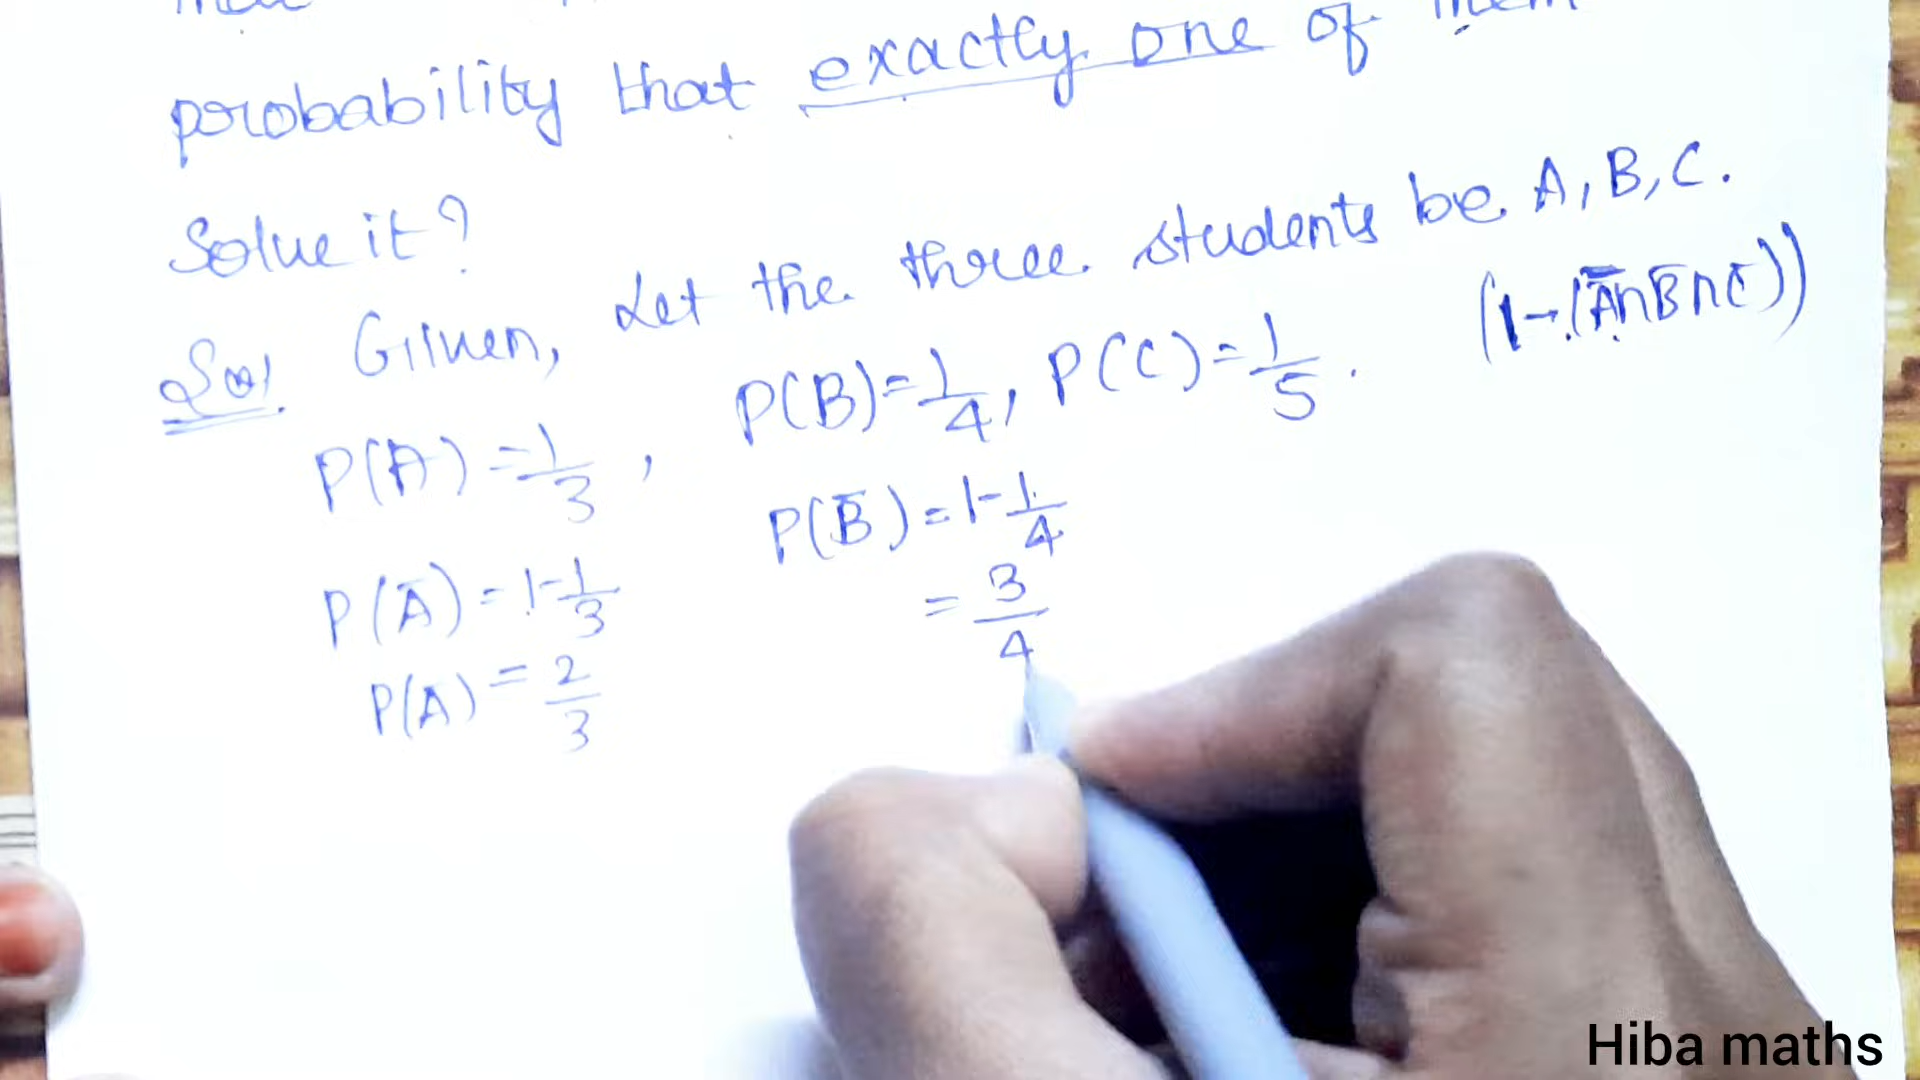 probability that exactly one of them
Solve it?
Sol Given, Let the three students be A, B, C.
P(A) = 1/3, P(B) = 1/4, P(C) = 1/5. (1-(A̅∩B̅∩C̅))
P(A̅) = 1-1/3 P(B̅) = 1-1/4
P(A̅) = 2/3 = 3/4
Hiba maths